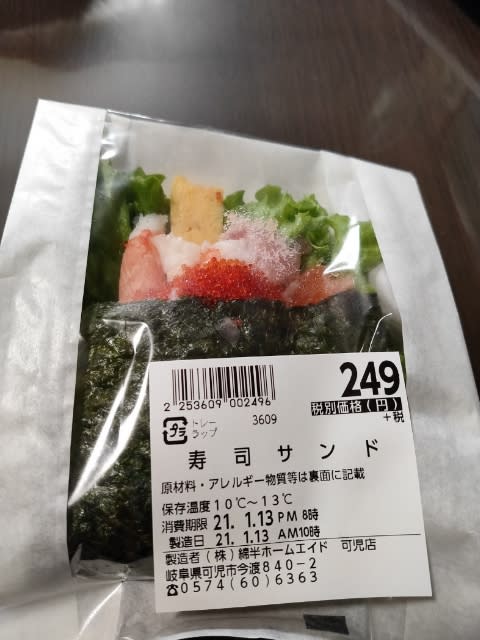 249
税別価格(円)
+税
2 253609 002496
3609
プラ
トレー
ラップ
寿司サンド
原材料・アレルギー物質等は裏面に記載
保存温度10℃~13℃
消費期限 21. 1.13 PM 8時
製造日 21. 1.13 AM10時
製造者(株)綿半ホームエイド 可児店
岐阜県可児市今渡840-2
☎0574(60)6363